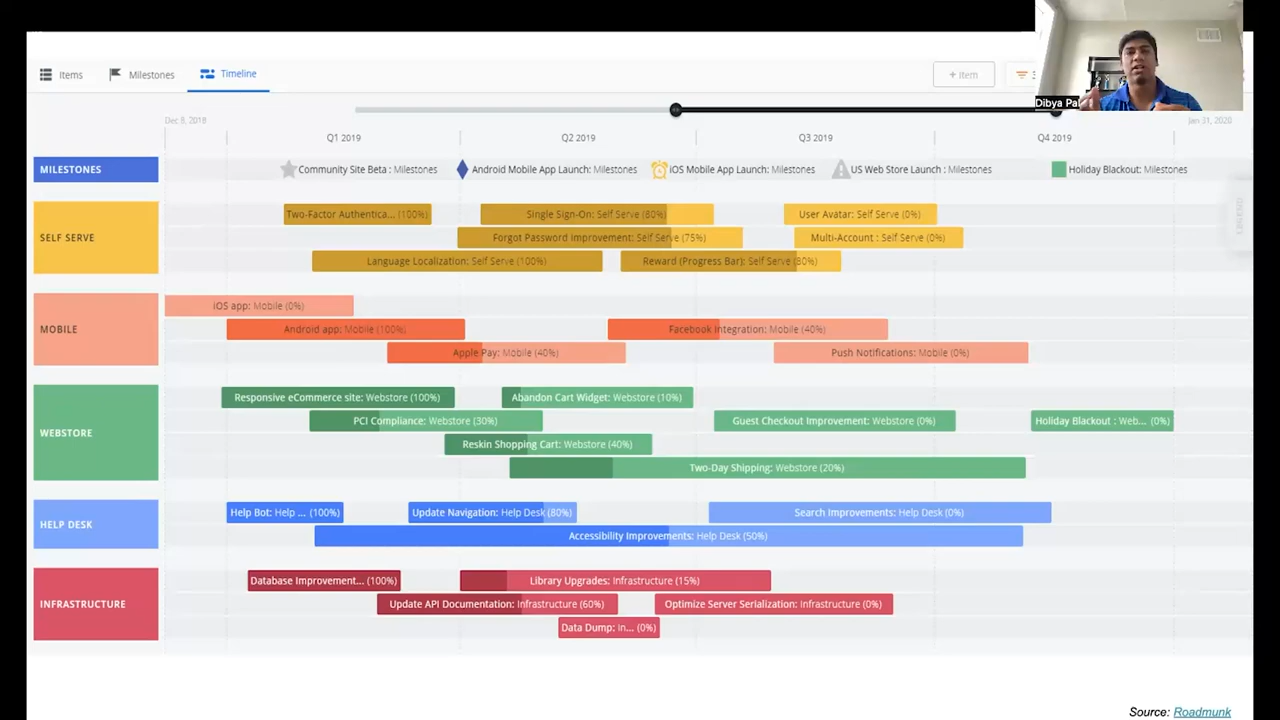 Items
Milestones
Timeline
+ Item
Dibya Pa
Dec 8, 2018
Jan 31, 2020
Q1 2019
Q2 2019
Q3 2019
Q4 2019
MILESTONES
Community Site Beta : Milestones
Android Mobile App Launch: Milestones
iOS Mobile App Launch: Milestones
US Web Store Launch : Milestones
Holiday Blackout: Milestones
LEGEND
SELF SERVE
Two-Factor Authentica... (100%)
Single Sign-On: Self Serve (80%)
User Avatar: Self Serve (0%)
Forgot Password Improvement: Self Serve (75%)
Multi-Account : Self Serve (0%)
Language Localization: Self Serve (100%)
Reward (Progress Bar): Self Serve (80%)
MOBILE
iOS app: Mobile (0%)
Android app: Mobile (100%)
Facebook Integration: Mobile (40%)
Apple Pay: Mobile (40%)
Push Notifications: Mobile (0%)
WEBSTORE
Responsive eCommerce site: Webstore (100%)
Abandon Cart Widget: Webstore (10%)
PCI Compliance: Webstore (30%)
Guest Checkout Improvement: Webstore (0%)
Holiday Blackout : Web... (0%)
Reskin Shopping Cart: Webstore (40%)
Two-Day Shipping: Webstore (20%)
HELP DESK
Help Bot: Help ... (100%)
Update Navigation: Help Desk (80%)
Search Improvements: Help Desk (0%)
Accessibility Improvements: Help Desk (50%)
INFRASTRUCTURE
Database Improvement... (100%)
Library Upgrades: Infrastructure (15%)
Update API Documentation: Infrastructure (60%)
Optimize Server Serialization: Infrastructure (0%)
Data Dump: In... (0%)
Source: Roadmunk